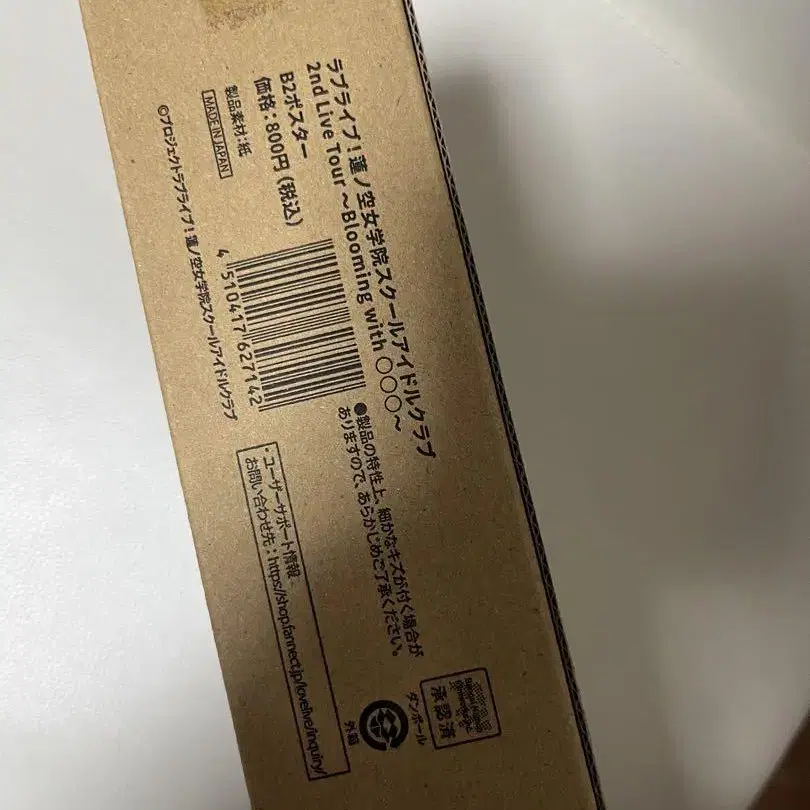 ラブライブ！蓮ノ空女学院スクールアイドルクラブ
2nd Live Tour ～Blooming with ○○○～
B2ポスター
価格：800円（税込）
製品素材：紙
MADE IN JAPAN
4 510417 627142
©プロジェクトラブライブ！蓮ノ空女学院スクールアイドルクラブ
●製品の特性上、細かなキズが付く場合が
ありますので、あらかじめご了承ください。
・ユーザーサポート情報
お問い合わせ先：https://shop.fannect.jp/lovelive/inquiry/
承認済
ダンボール
外箱